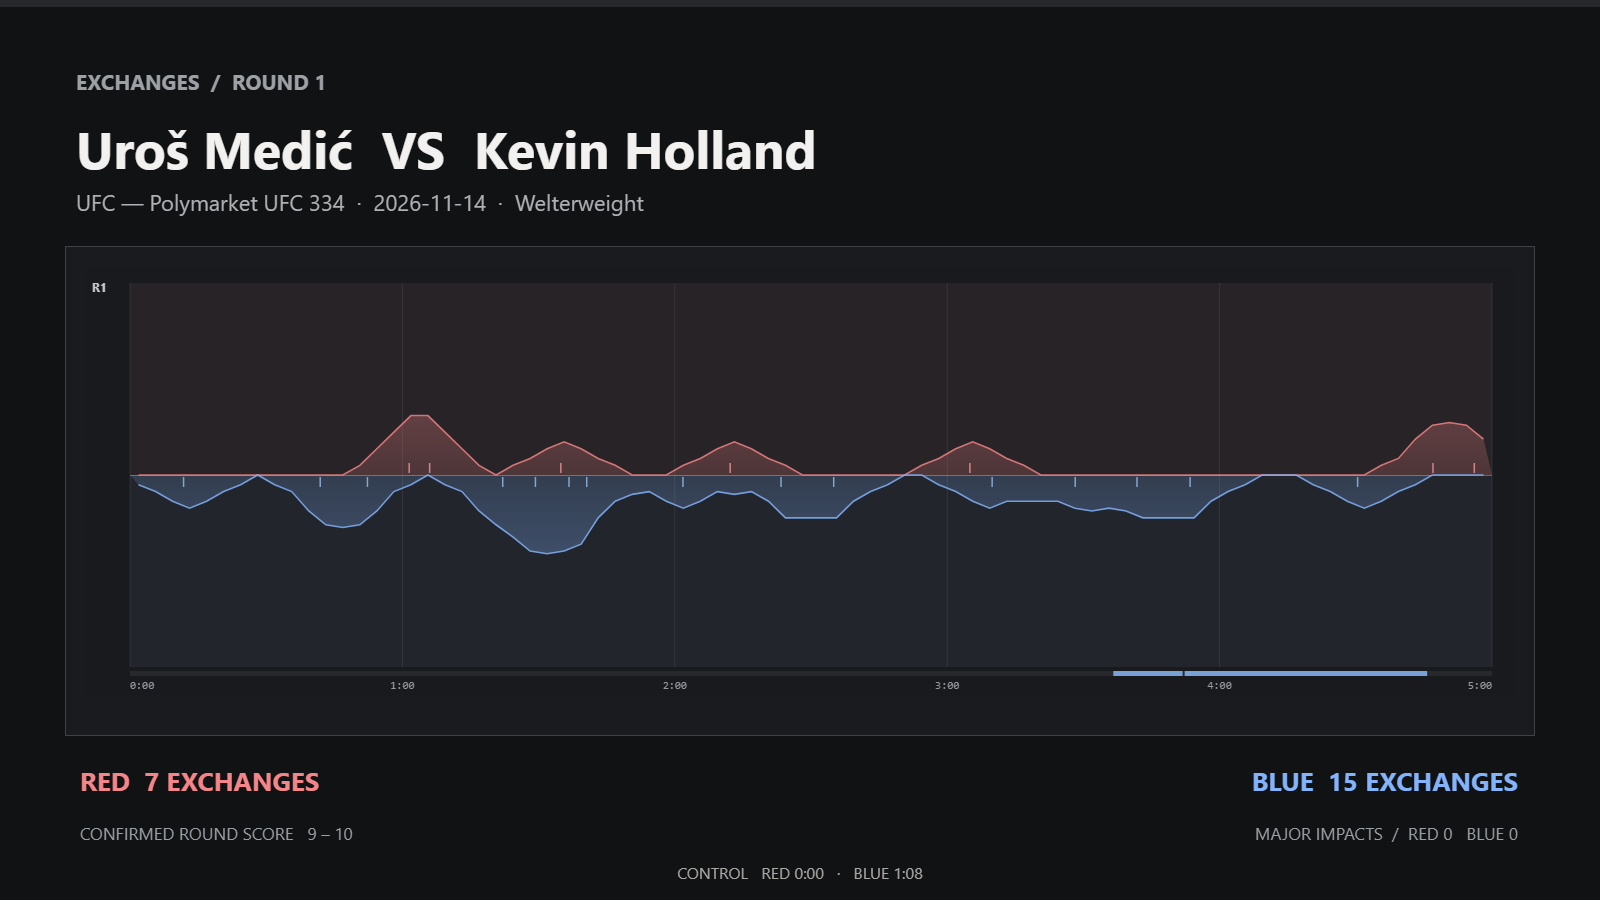 EXCHANGES / ROUND 1
Uroš Medić VS Kevin Holland
UFC — Polymarket UFC 334 · 2026-11-14 · Welterweight
R1
0:00 1:00 2:00 3:00 4:00 5:00
RED 7 EXCHANGES BLUE 15 EXCHANGES
CONFIRMED ROUND SCORE 9 – 10 MAJOR IMPACTS / RED 0 BLUE 0
CONTROL RED 0:00 · BLUE 1:08